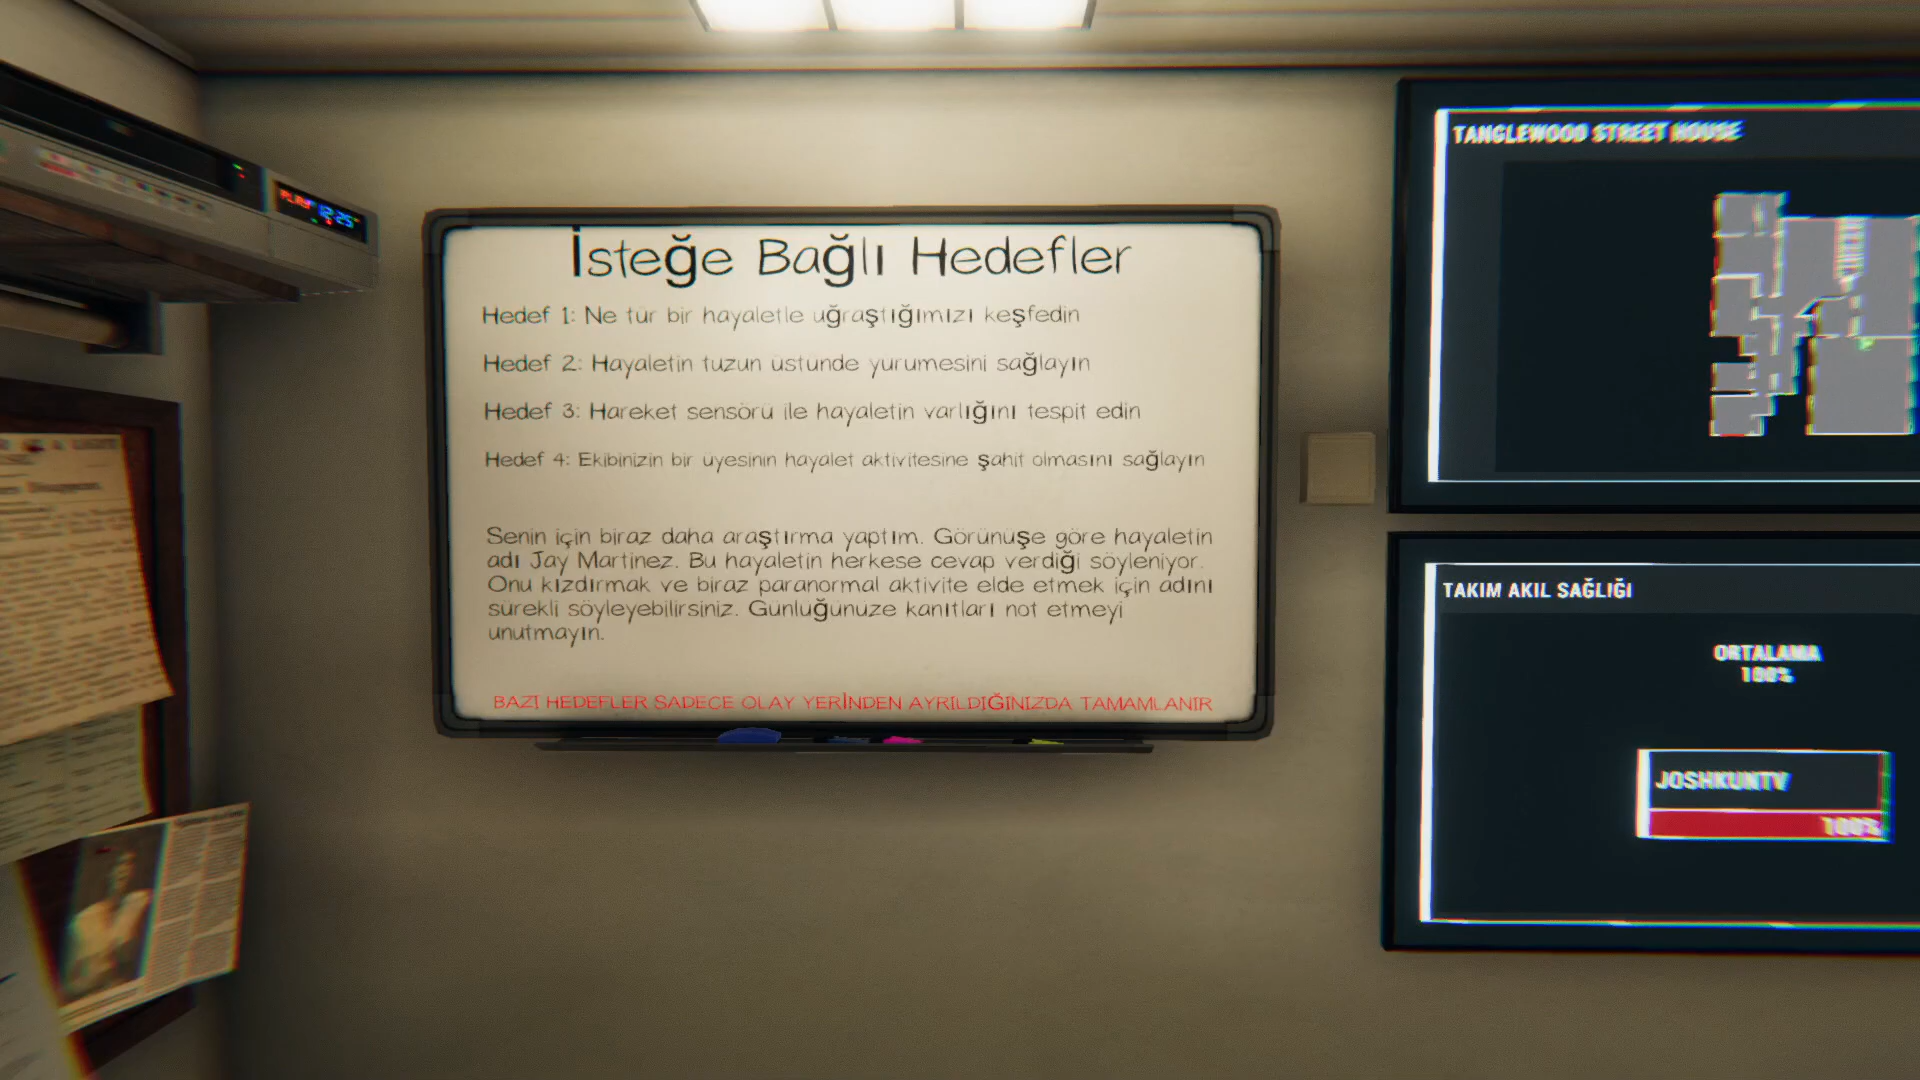 PLAY 12:25
İsteğe Bağlı Hedefler
Hedef 1: Ne tür bir hayaletle uğraştığımızı keşfedin
Hedef 2: Hayaletin tuzun üstünde yürümesini sağlayın
Hedef 3: Hareket sensörü ile hayaletin varlığını tespit edin
Hedef 4: Ekibinizin bir üyesinin hayalet aktivitesine şahit olmasını sağlayın
Senin için biraz daha araştırma yaptım. Görünüşe göre hayaletin
adı Jay Martinez. Bu hayaletin herkese cevap verdiği söyleniyor.
Onu kızdırmak ve biraz paranormal aktivite elde etmek için adını
sürekli söyleyebilirsiniz. Günlüğünüze kanıtları not etmeyi
unutmayın.
BAZI HEDEFLER SADECE OLAY YERİNDEN AYRILDIĞINIZDA TAMAMLANIR
TANGLEWOOD STREET HOUSE
TAKIM AKIL SAĞLIĞI
ORTALAMA
100%
JOSHKUNTV
100%